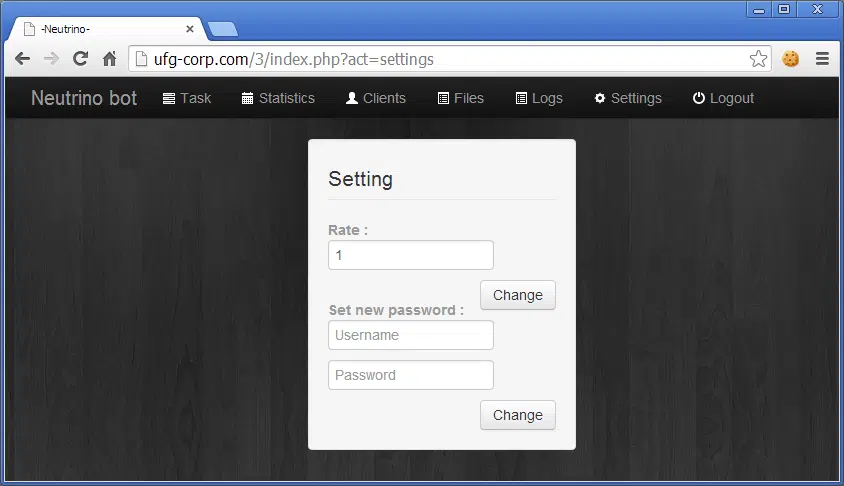 -Neutrino-
ufg-corp.com/3/index.php?act=settings
Neutrino bot Task Statistics Clients Files Logs Settings Logout
Setting
Rate :
1
Change
Set new password :
Username
Password
Change